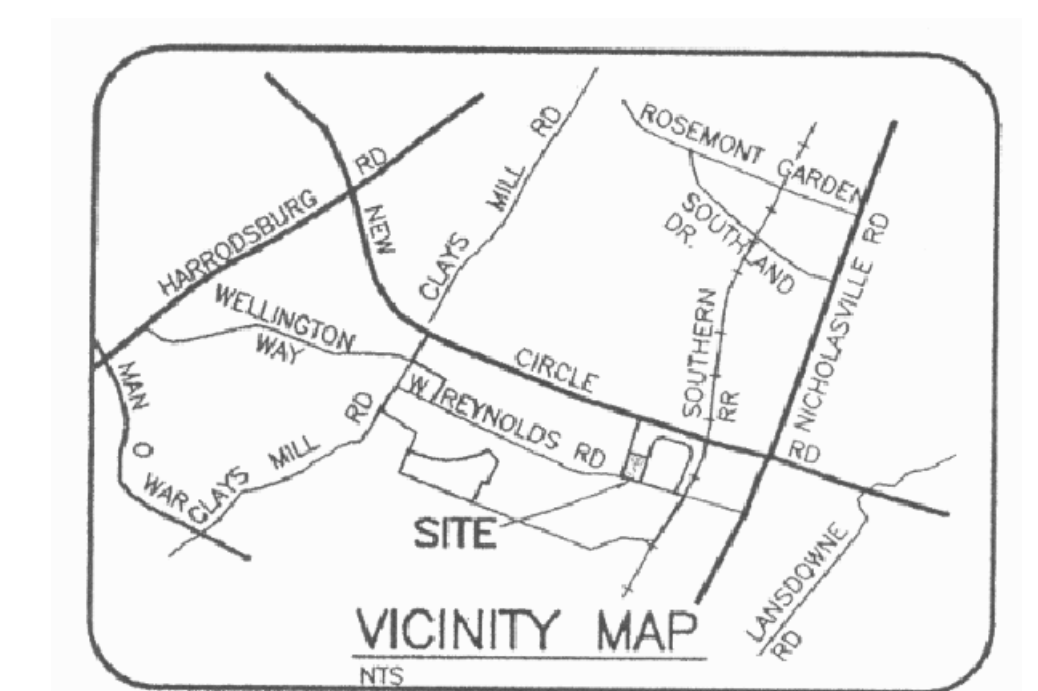 ROSEMONT GARDEN
SOUTHLAND
DR.
CLAYS MILL RD
HARRODSBURG RD
NEW CIRCLE RD
WELLINGTON
WAY
SOUTHERN
RR
NICHOLASVILLE RD
MAN O WAR
W REYNOLDS RD
CLAYS MILL RD
SITE
LANSDOWNE
RD
VICINITY MAP
NTS